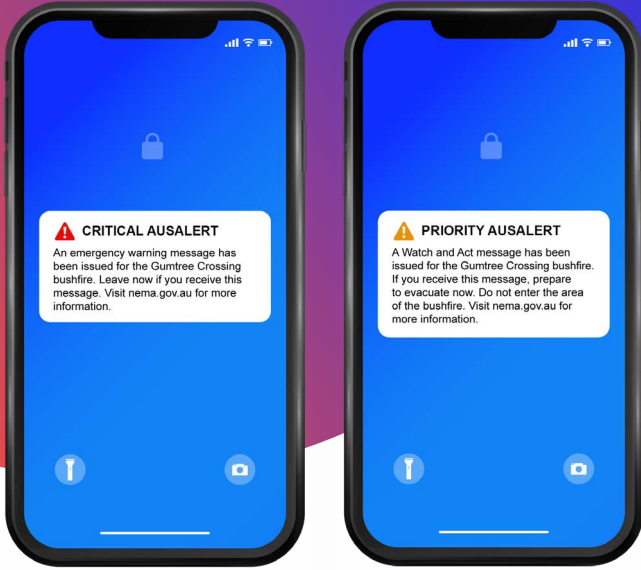 CRITICAL AUSALERT
An emergency warning message has
been issued for the Gumtree Crossing
bushfire. Leave now if you receive this
message. Visit nema.gov.au for more
information.
PRIORITY AUSALERT
A Watch and Act message has been
issued for the Gumtree Crossing bushfire.
If you receive this message, prepare
to evacuate now. Do not enter the area
of the bushfire. Visit nema.gov.au for
more information.